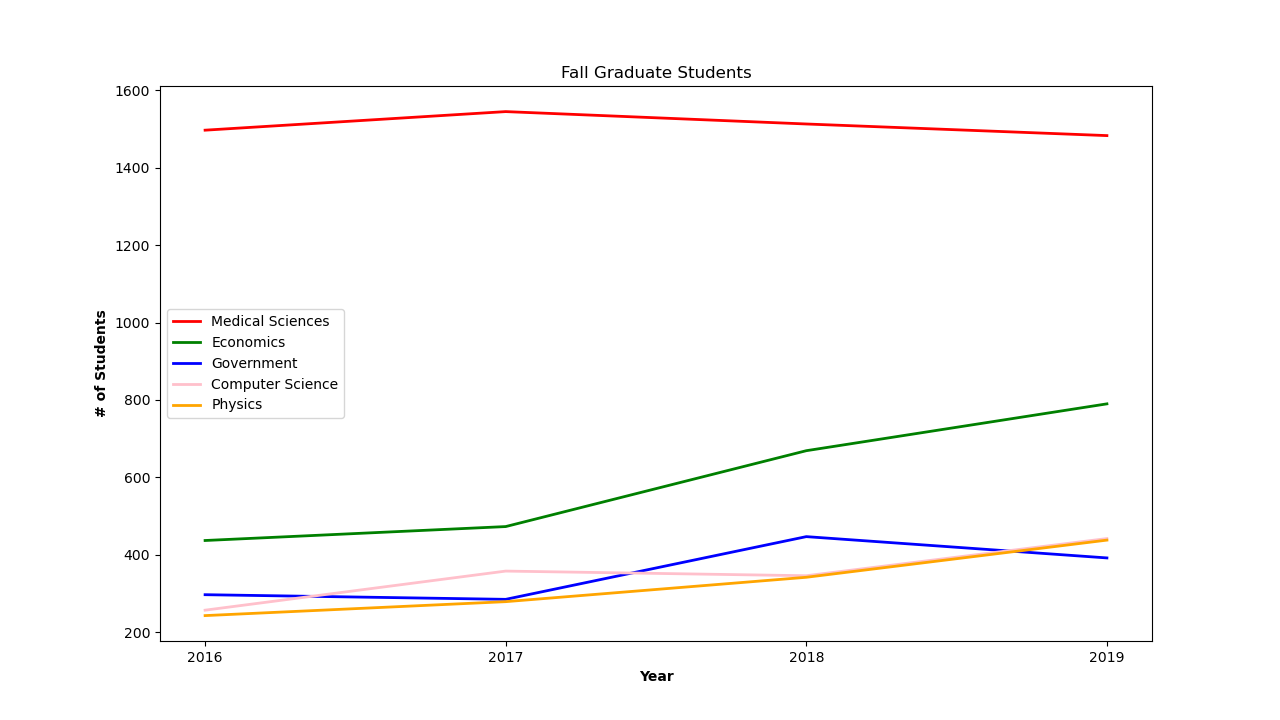 Fall Graduate Students
1600
1400
1200
1000
800
600
400
200
# of Students
Medical Sciences
Economics
Government
Computer Science
Physics
2016 2017 2018 2019
Year